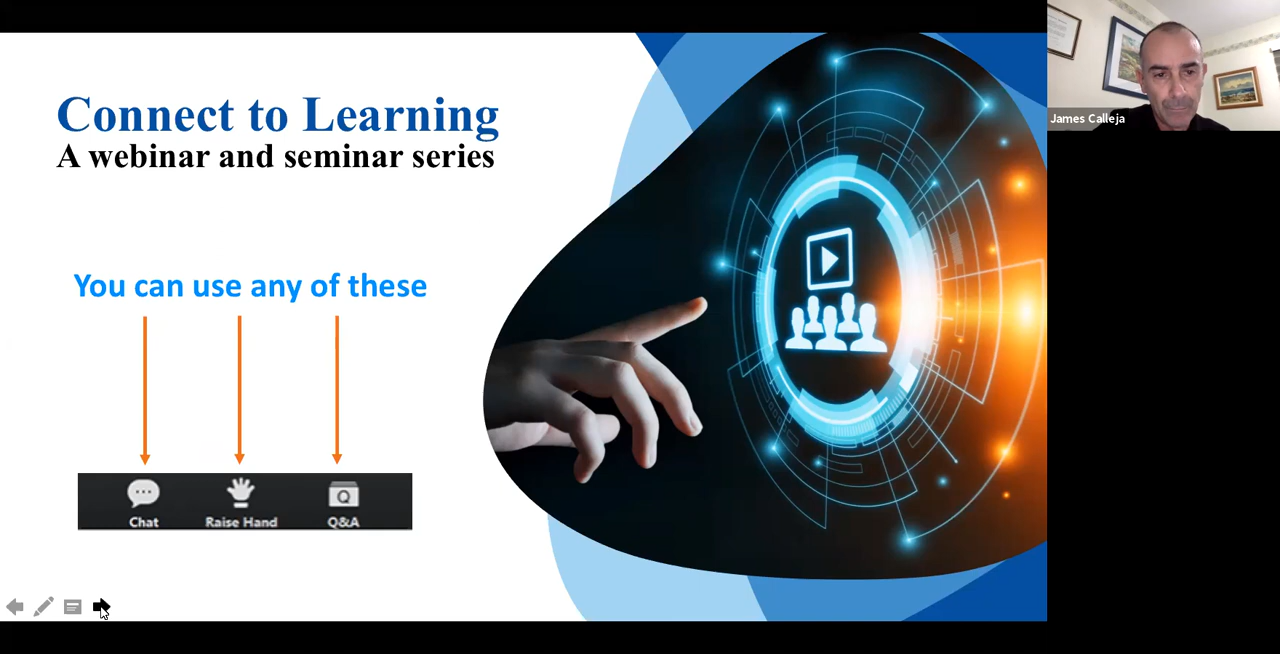 Connect to Learning
A webinar and seminar series
You can use any of these
Chat
Raise Hand
Q&A
James Calleja